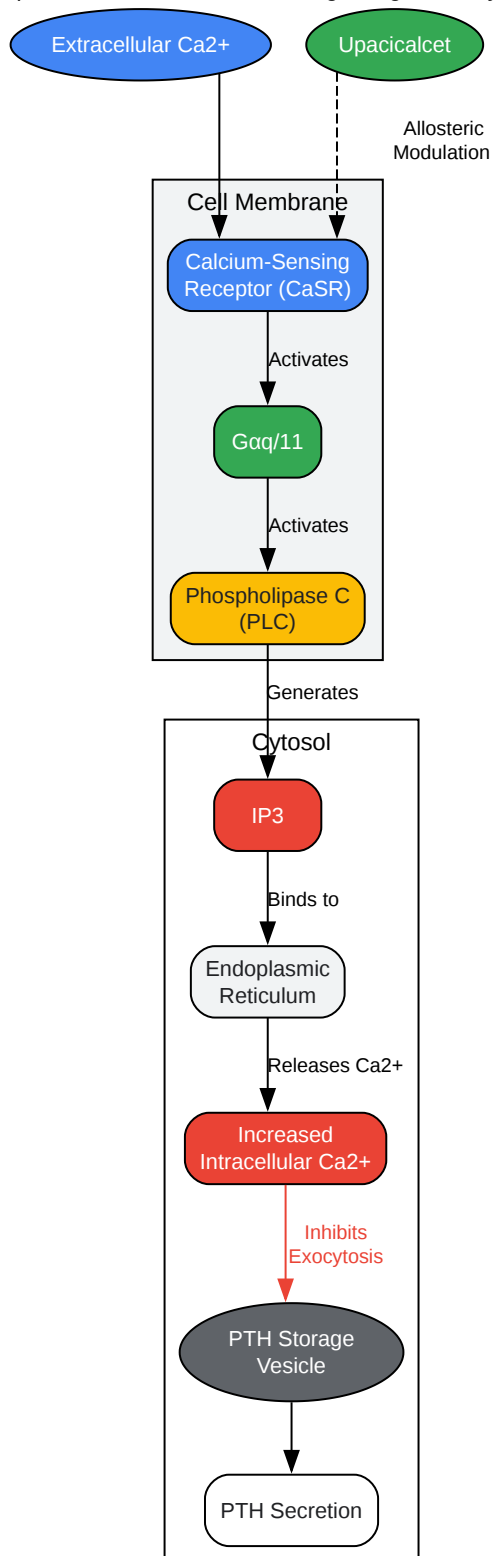 Extracellular Ca2+
Upacicalcet
Allosteric
Modulation
Cell Membrane
Calcium-Sensing
Receptor (CaSR)
Activates
Gαq/11
Activates
Phospholipase C
(PLC)
Generates
Cytosol
IP3
Binds to
Endoplasmic
Reticulum
Releases Ca2+
Increased
Intracellular Ca2+
Inhibits
Exocytosis
PTH Storage
Vesicle
PTH Secretion